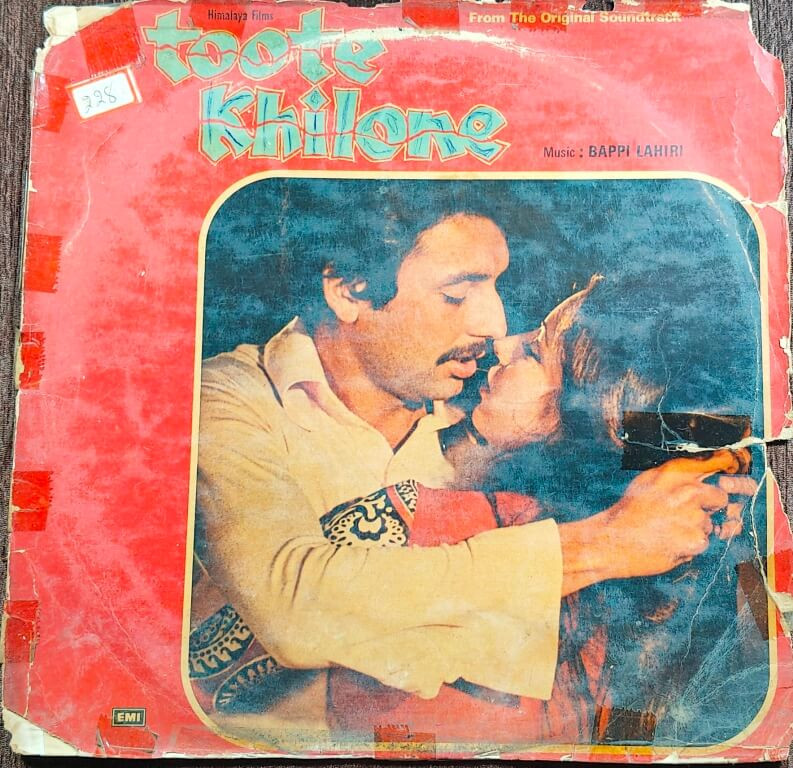 Himalaya Films
From The Original Soundtrack
toote
Khilone
228
Music : BAPPI LAHIRI
EMI